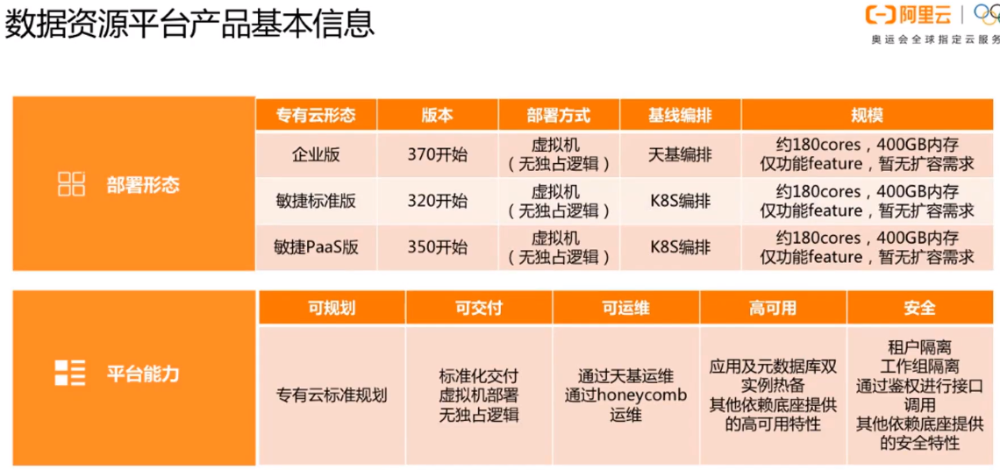 数据资源平台产品基本信息
阿里云
奥运会全球指定云服务
部署形态
专有云形态 版本 部署方式 基线编排 规模
企业版 370开始 虚拟机（无独占逻辑） 天基编排 约180cores，400GB内存
仅功能feature，暂无扩容需求
敏捷标准版 320开始 虚拟机（无独占逻辑） K8S编排 约180cores，400GB内存
仅功能feature，暂无扩容需求
敏捷PaaS版 350开始 虚拟机（无独占逻辑） K8S编排 约180cores，400GB内存
仅功能feature，暂无扩容需求
平台能力
可规划 可交付 可运维 高可用 安全
专有云标准规划
标准化交付
虚拟机部署
无独占逻辑
通过天基运维
通过honeycomb
运维
应用及元数据库双
实例热备
其他依赖底座提供
的高可用特性
租户隔离
工作组隔离
通过鉴权进行接口
调用
其他依赖底座提供
的安全特性